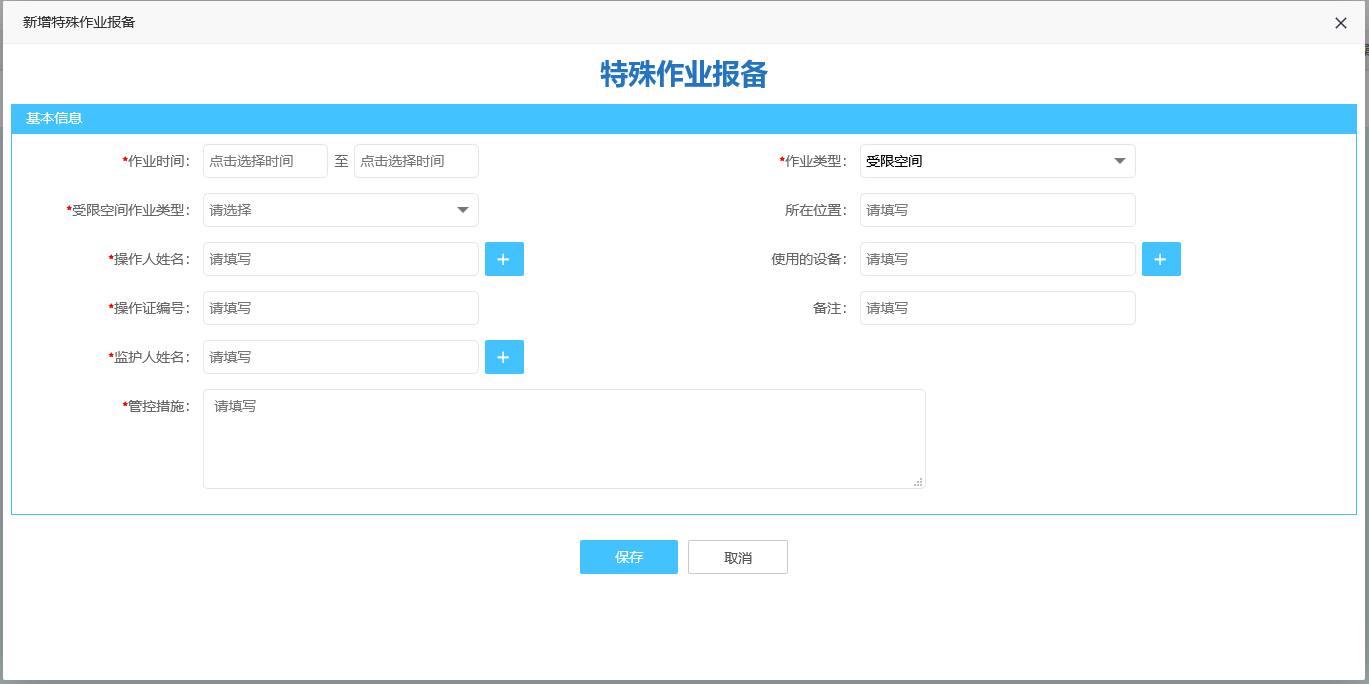 新增特殊作业报备
特殊作业报备
基本信息
*作业时间： 点击选择时间 至 点击选择时间 *作业类型： 受限空间
*受限空间作业类型： 请选择 所在位置： 请填写
*操作人姓名： 请填写 + 使用的设备： 请填写 +
*操作证编号： 请填写 备注： 请填写
*监护人姓名： 请填写 +
*管控措施： 请填写
保存 取消